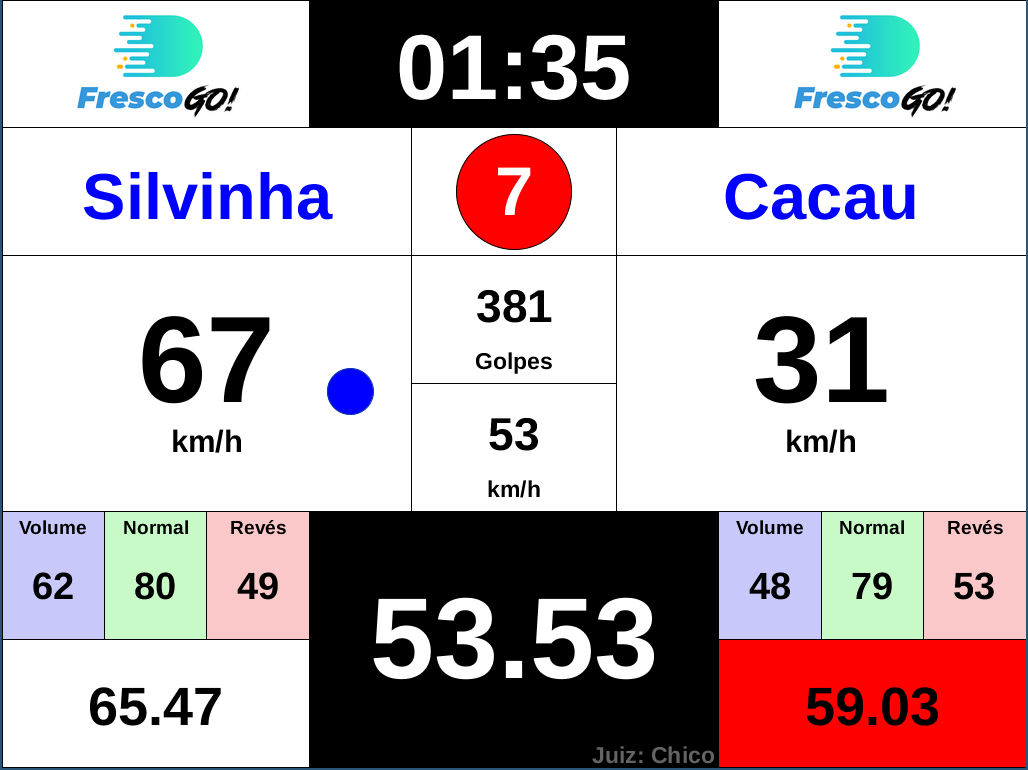 FrescoGO!
01:35
FrescoGO!
Silvinha
7
Cacau
67
km/h
381
Golpes
53
km/h
31
km/h
Volume Normal Revés
62 80 49
65.47
53.53
Juiz: Chico
Volume Normal Revés
48 79 53
59.03